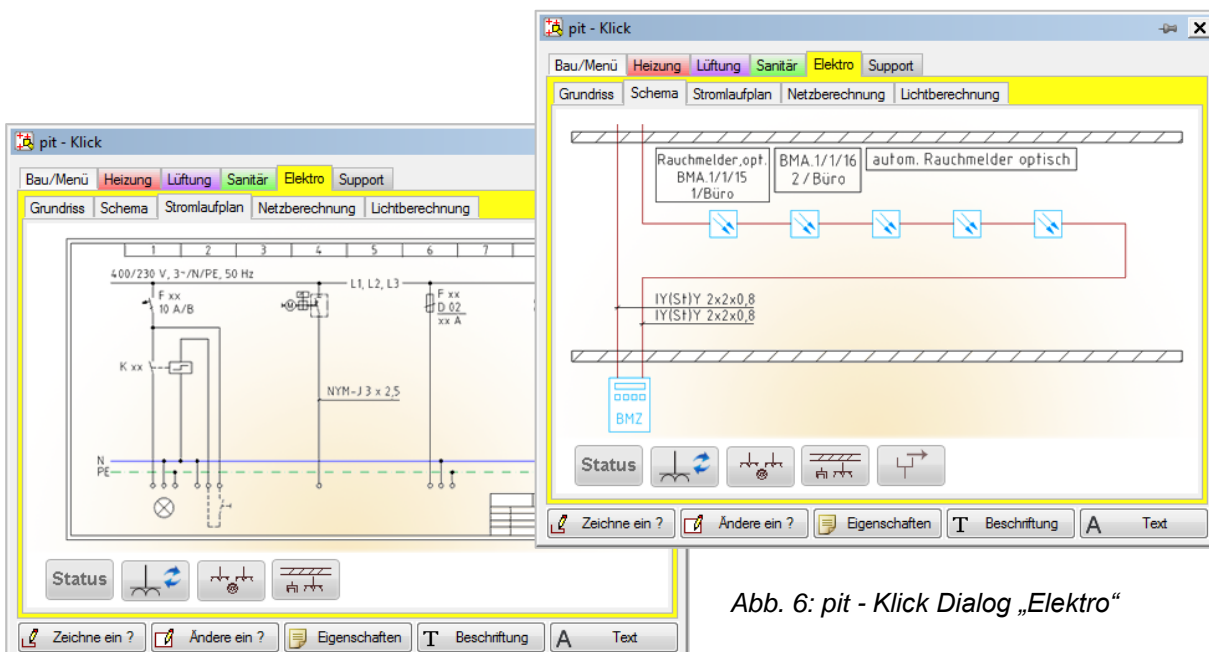 pit - Klick
Bau/Menü Heizung Lüftung Sanitär Elektro Support
Grundriss Schema Stromlaufplan Netzberechnung Lichtberechnung
Rauchmelder,opt.
BMA.1/1/15
1/Büro
BMA.1/1/16
2/Büro
autom. Rauchmelder optisch
IY(St)Y 2x2x0,8
IY(St)Y 2x2x0,8
BMZ
Status
Zeichne ein ? Ändere ein ? Eigenschaften T Beschriftung A Text
pit - Klick
Bau/Menü Heizung Lüftung Sanitär Elektro Support
Grundriss Schema Stromlaufplan Netzberechnung Lichtberechnung
1 2 3 4 5 6 7
400/230 V, 3~/N/PE, 50 Hz
L1, L2, L3
F xx
10 A/B
M
F xx
D 02
xx A
K xx
NYM-J 3 x 2,5
N
PE
Status
Zeichne ein ? Ändere ein ? Eigenschaften T Beschriftung A Text
Abb. 6: pit - Klick Dialog „Elektro“